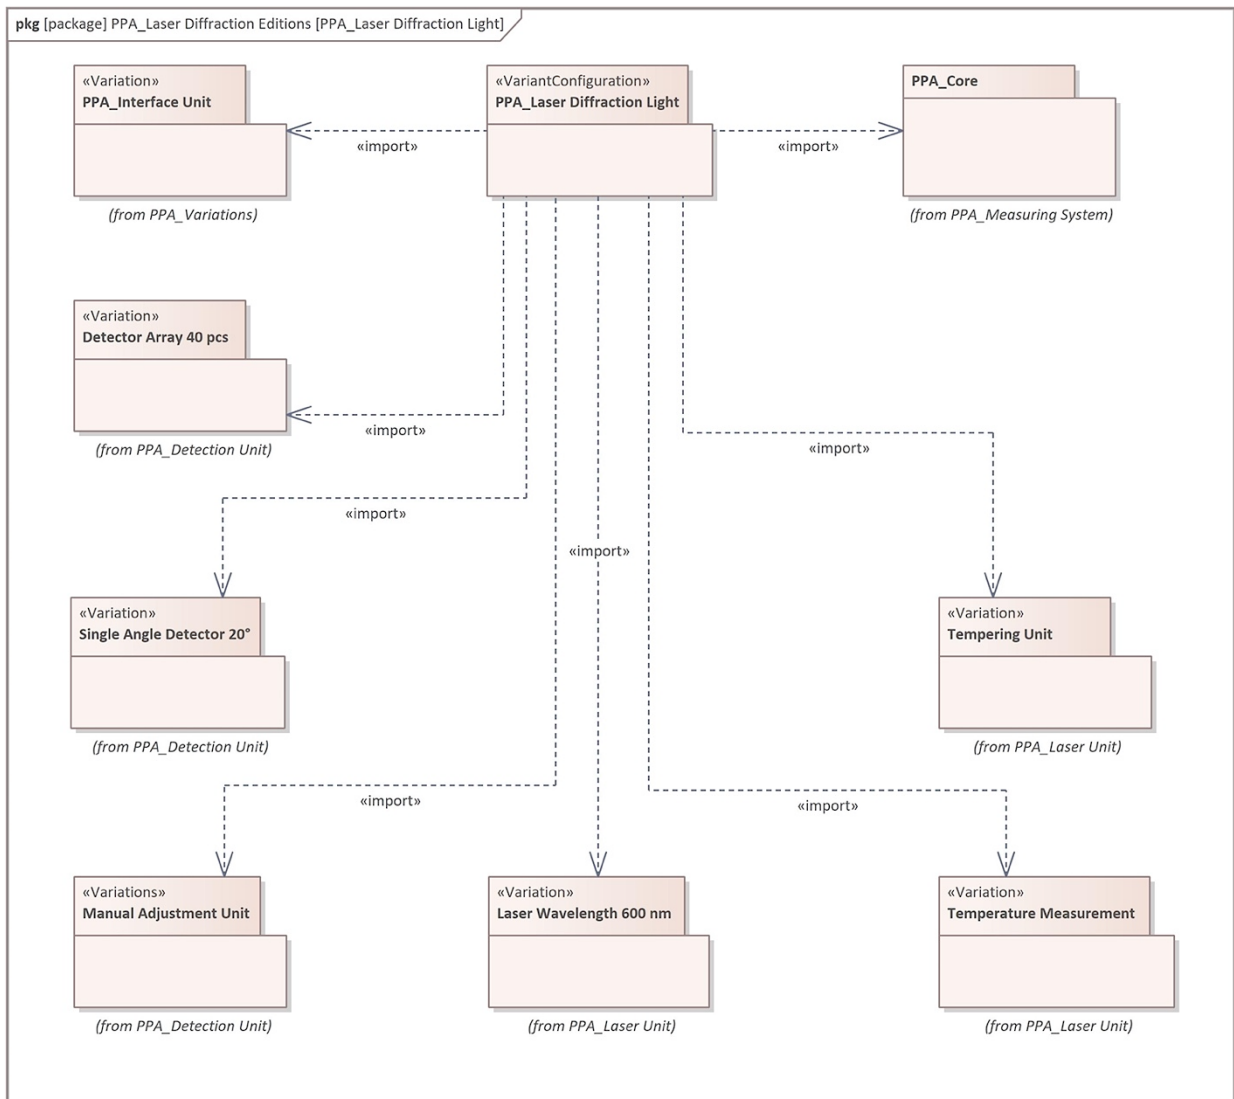 pkg [package] PPA_Laser Diffraction Editions [PPA_Laser Diffraction Light]
«Variation»
PPA_Interface Unit
(from PPA_Variations)
«import»
«VariantConfiguration»
PPA_Laser Diffraction Light
«import»
PPA_Core
(from PPA_Measuring System)
«Variation»
Detector Array 40 pcs
(from PPA_Detection Unit)
«import»
«import»
«import»
«import»
«Variation»
Single Angle Detector 20°
(from PPA_Detection Unit)
«Variation»
Tempering Unit
(from PPA_Laser Unit)
«import»
«import»
«Variations»
Manual Adjustment Unit
(from PPA_Detection Unit)
«Variation»
Laser Wavelength 600 nm
(from PPA_Laser Unit)
«Variation»
Temperature Measurement
(from PPA_Laser Unit)